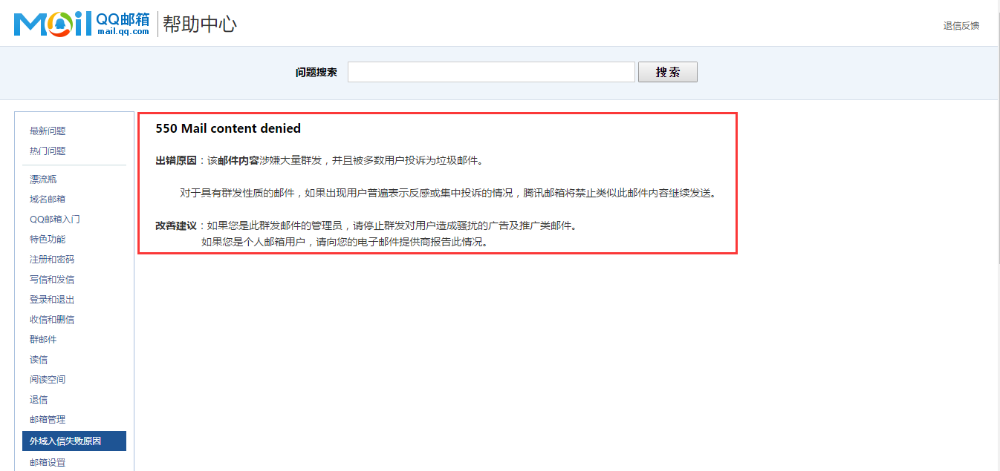 Mail QQ邮箱 mail.qq.com 帮助中心
退信反馈
问题搜索 搜索
最新问题
热门问题
漂流瓶
域名邮箱
QQ邮箱入门
特色功能
注册和密码
写信和发信
登录和退出
收信和删信
群邮件
读信
阅读空间
退信
邮箱管理
外域入信失败原因
邮箱设置
550 Mail content denied
出错原因：该邮件内容涉嫌大量群发，并且被多数用户投诉为垃圾邮件。
对于具有群发性质的邮件，如果出现用户普遍表示反感或集中投诉的情况，腾讯邮箱将禁止类似此邮件内容继续发送。
改善建议：如果您是此群发邮件的管理员，请停止群发对用户造成骚扰的广告及推广类邮件。
如果您是个人邮箱用户，请向您的电子邮件提供商报告此情况。